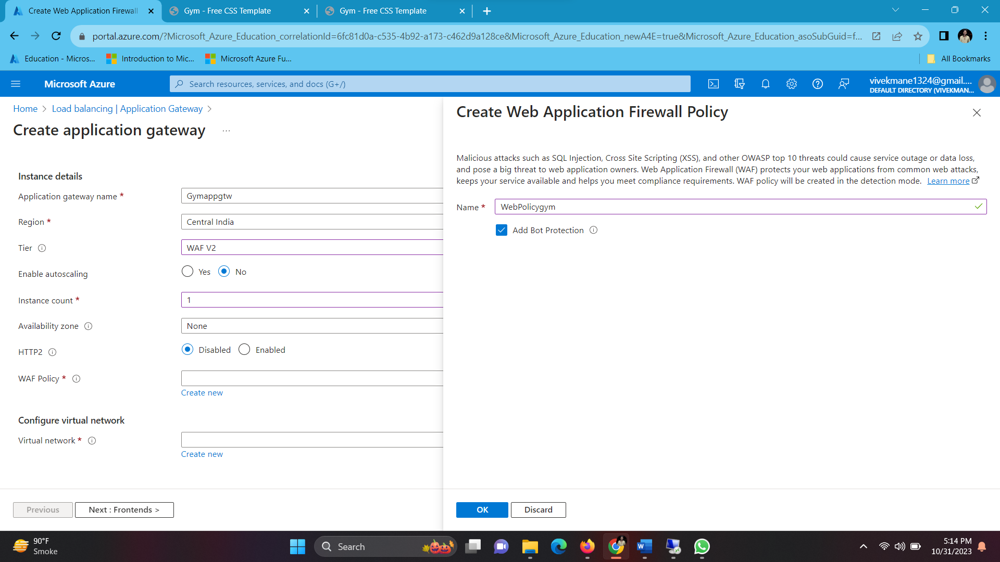 Create Web Application Firewall
Gym - Free CSS Template
Gym - Free CSS Template
portal.azure.com/?Microsoft_Azure_Education_correlationId=6fc81d0a-c535-4b92-a173-c462d9a128ce&Microsoft_Azure_Education_newA4E=true&Microsoft_Azure_Education_asoSubGuid=f...
Education - Micros...
Introduction to Mic...
Microsoft Azure Fu...
All Bookmarks
Microsoft Azure
Search resources, services, and docs (G+/)
vivekmane1324@gmail....
DEFAULT DIRECTORY (VIVEKMAN...
Home > Load balancing | Application Gateway >
Create application gateway ...
Instance details
Application gateway name *
Gymappgtw
Region *
Central India
Tier
WAF V2
Enable autoscaling
Yes
No
Instance count *
1
Availability zone
None
HTTP2
Disabled
Enabled
WAF Policy *
Create new
Configure virtual network
Virtual network *
Create new
Previous
Next : Frontends >
Create Web Application Firewall Policy
Malicious attacks such as SQL Injection, Cross Site Scripting (XSS), and other OWASP top 10 threats could cause service outage or data loss,
and pose a big threat to web application owners. Web Application Firewall (WAF) protects your web applications from common web attacks,
keeps your service available and helps you meet compliance requirements. WAF policy will be created in the detection mode. Learn more
Name *
WebPolicygym
Add Bot Protection
OK
Discard
90°F
Smoke
Search
5:14 PM
10/31/2023